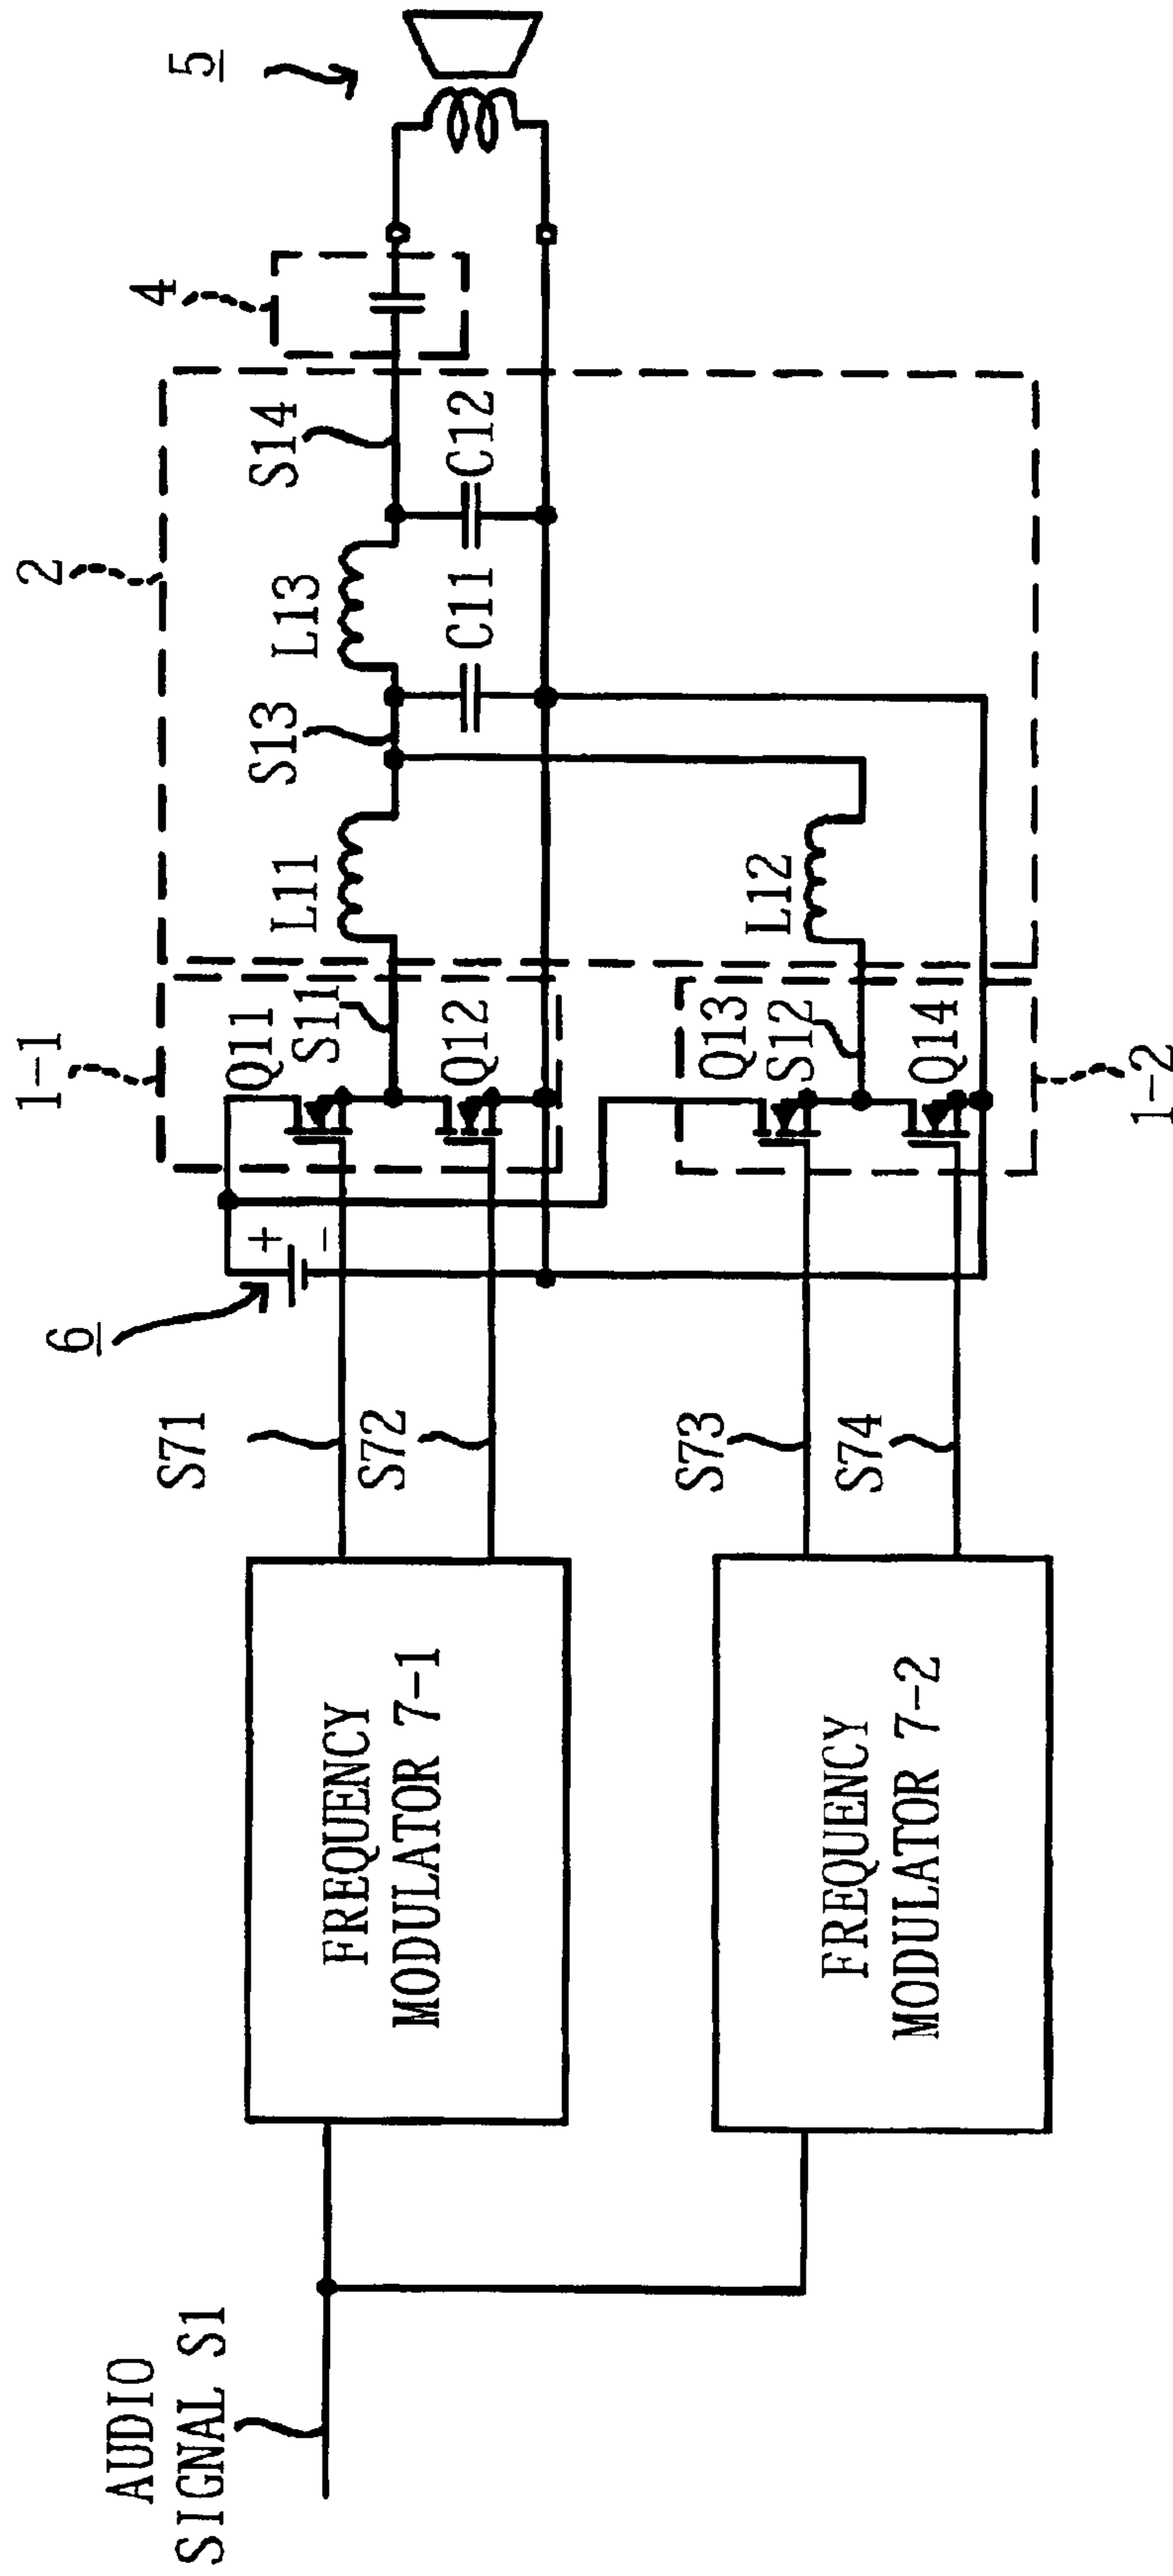 AUDIO
SIGNAL S1
FREQUENCY
MODULATOR 7-1
FREQUENCY
MODULATOR 7-2
S71
S72
S73
S74
6
+
−
1-1
Q11
S11
Q12
Q13
S12
Q14
1-2
2
L11
L12
S13
L13
C11
S14
C12
4
5